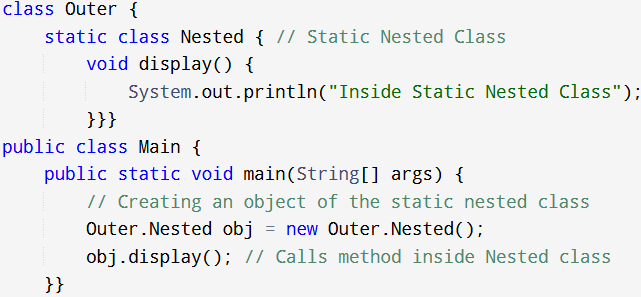 class Outer {
    static class Nested { // Static Nested Class
        void display() {
            System.out.println("Inside Static Nested Class");
        }}}
public class Main {
    public static void main(String[] args) {
        // Creating an object of the static nested class
        Outer.Nested obj = new Outer.Nested();
        obj.display(); // Calls method inside Nested class
    }}